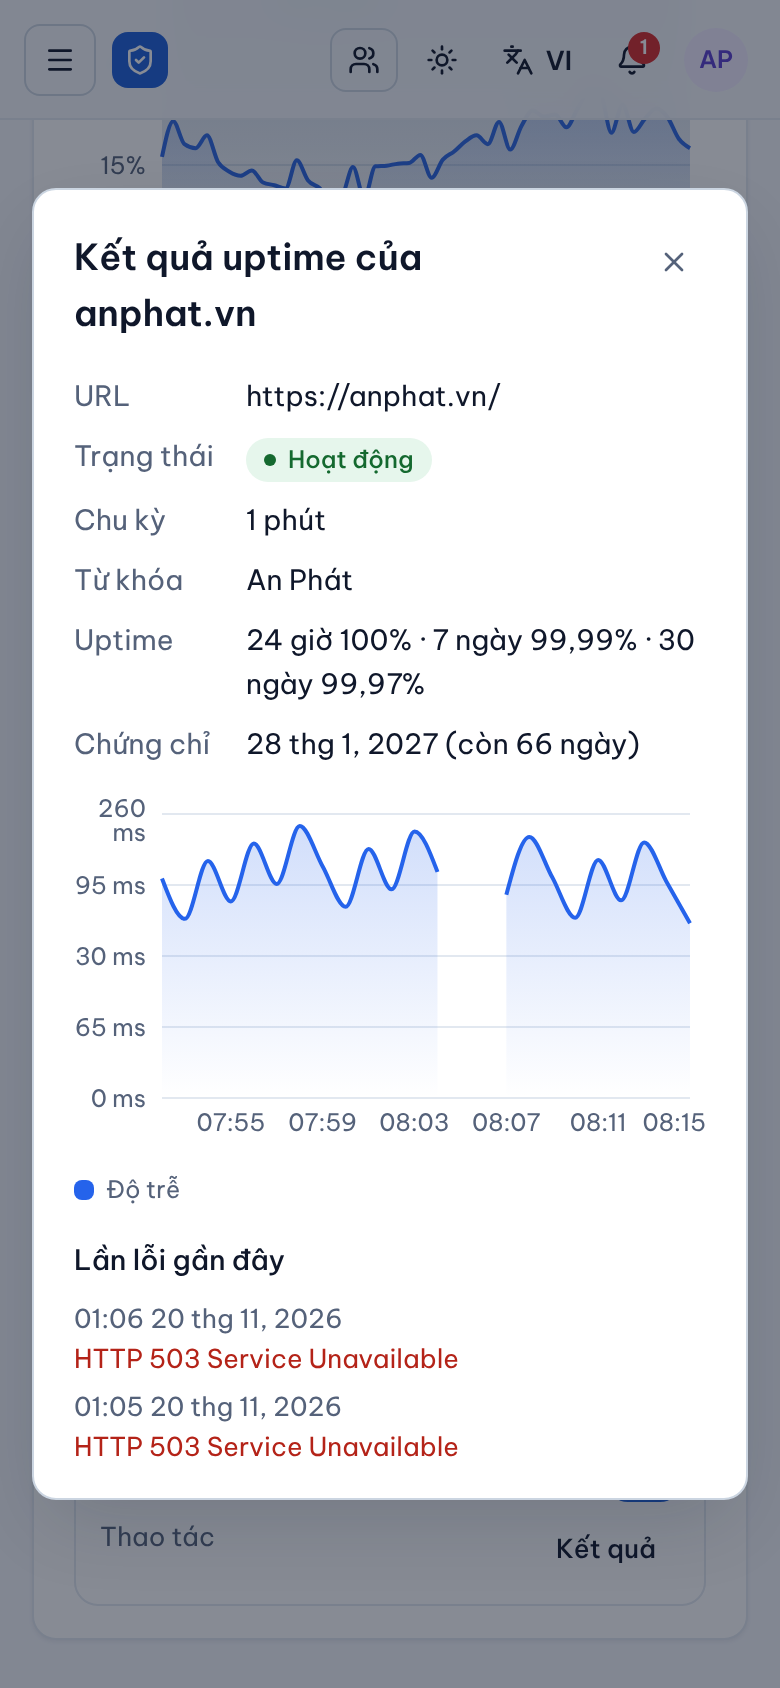 VI
1
AP
15%
Kết quả uptime của
anphat.vn
URL
https://anphat.vn/
Trạng thái
Hoạt động
Chu kỳ
1 phút
Từ khóa
An Phát
Uptime
24 giờ 100% · 7 ngày 99,99% · 30
ngày 99,97%
Chứng chỉ
28 thg 1, 2027 (còn 66 ngày)
260
ms
95 ms
30 ms
65 ms
0 ms
07:55 07:59 08:03 08:07 08:11 08:15
Độ trễ
Lần lỗi gần đây
01:06 20 thg 11, 2026
HTTP 503 Service Unavailable
01:05 20 thg 11, 2026
HTTP 503 Service Unavailable
Thao tác
Kết quả